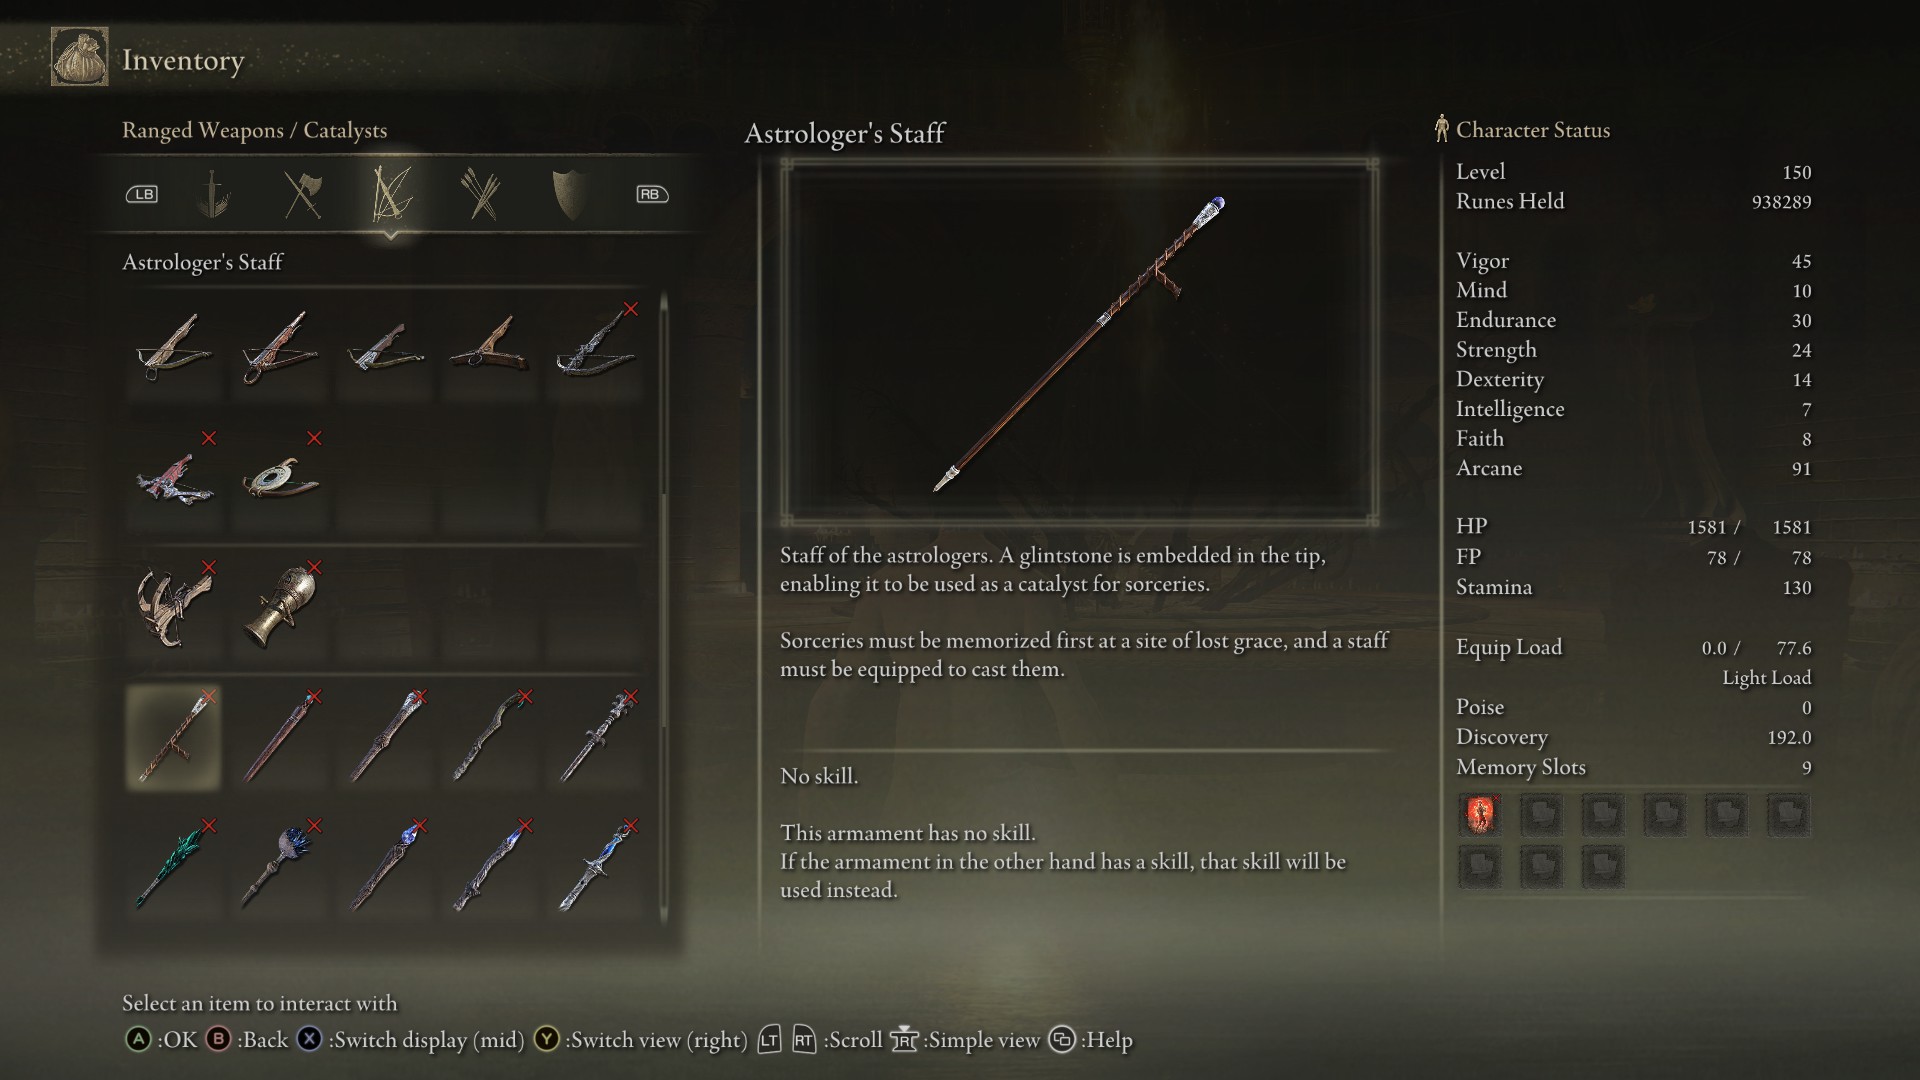 Inventory
Ranged Weapons / Catalysts
LB
RB
Astrologer's Staff
Astrologer's Staff
Staff of the astrologers. A glintstone is embedded in the tip,
enabling it to be used as a catalyst for sorceries.
Sorceries must be memorized first at a site of lost grace, and a staff
must be equipped to cast them.
No skill.
This armament has no skill.
If the armament in the other hand has a skill, that skill will be
used instead.
Character Status
Level 150
Runes Held 938289
Vigor 45
Mind 10
Endurance 30
Strength 24
Dexterity 14
Intelligence 7
Faith 8
Arcane 91
HP 1581 / 1581
FP 78 / 78
Stamina 130
Equip Load 0.0 / 77.6
Light Load
Poise 0
Discovery 192.0
Memory Slots 9
Select an item to interact with
A :OK B :Back X :Switch display (mid) Y :Switch view (right) LT RT :Scroll R :Simple view :Help